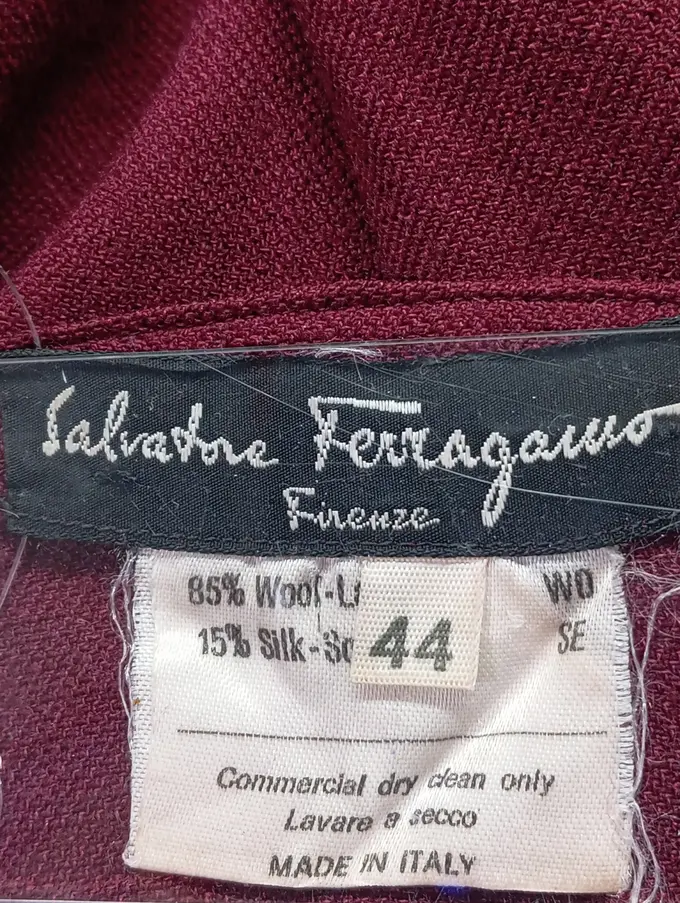 Salvatore Ferragamo
Firenze
85% Wool-L WO
15% Silk-S SE
44
Commercial dry clean only
Lavare a secco
MADE IN ITALY